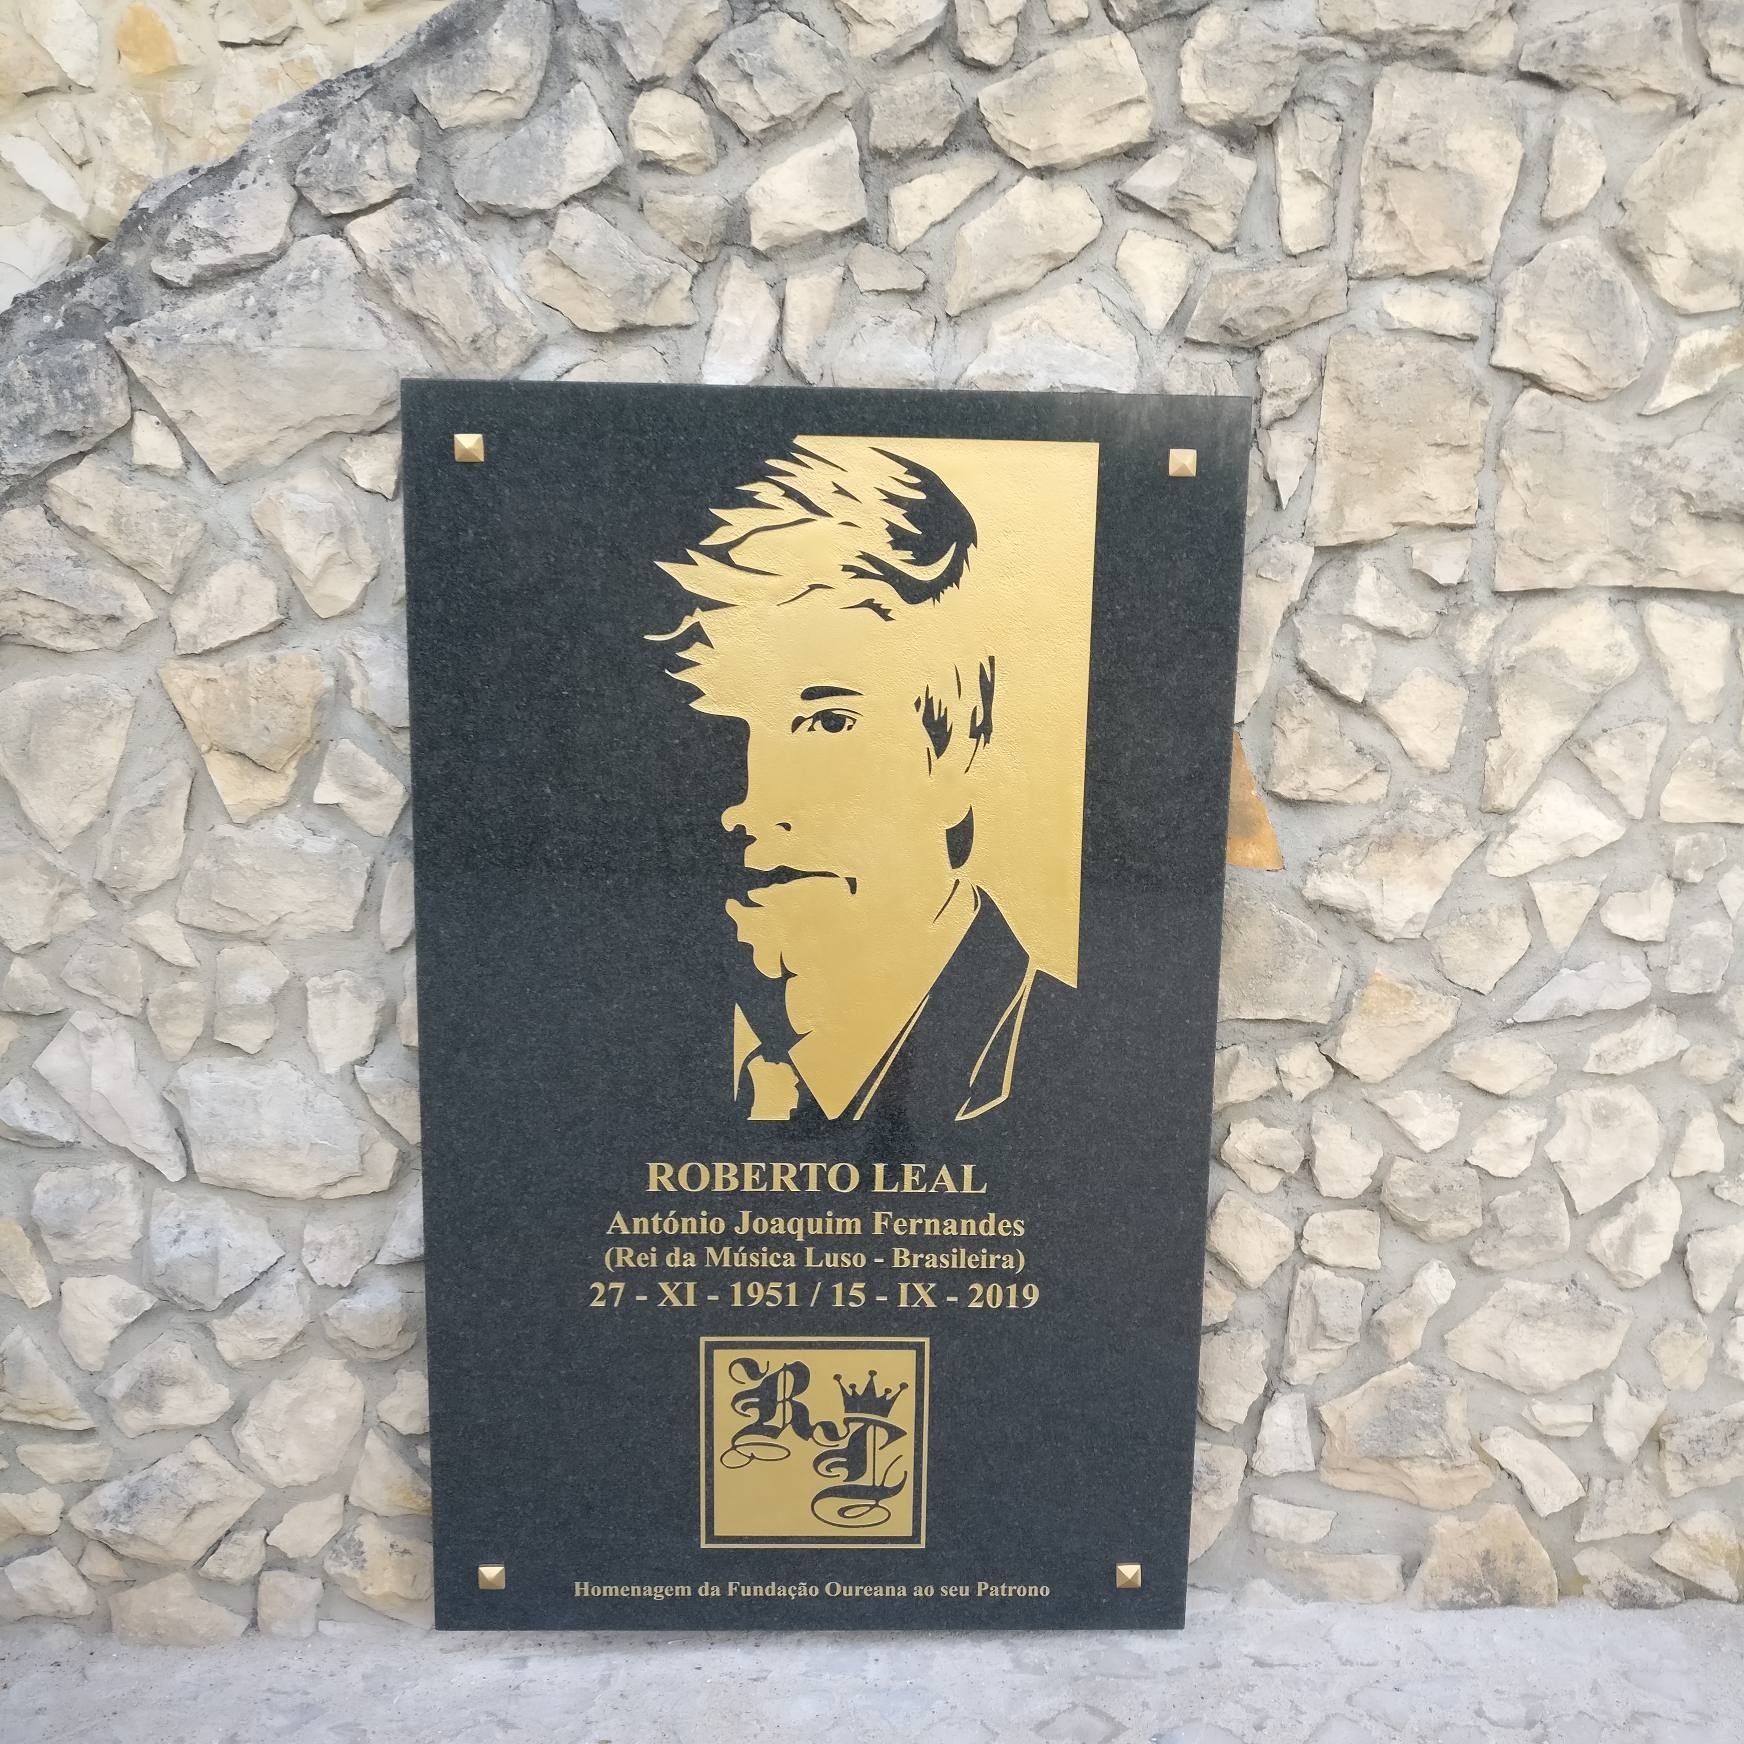 ROBERTO LEAL
António Joaquim Fernandes
(Rei da Música Luso - Brasileira)
27 - XI - 1951 / 15 - IX - 2019
RL
Homenagem da Fundação Oureana ao seu Patrono